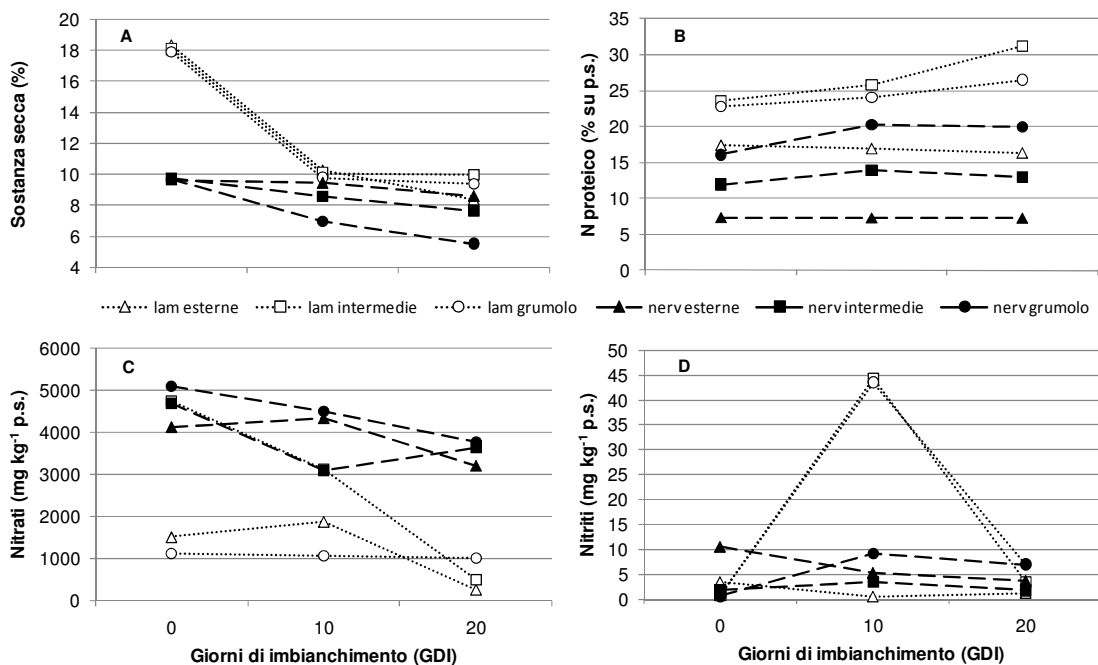 A
Sostanza secca (%)
20
18
16
14
12
10
8
6
4
B
N proteico (% su p.s.)
35
30
25
20
15
10
5
0
lam esterne
lam intermedie
lam grumolo
nerv esterne
nerv intermedie
nerv grumolo
C
Nitrati (mg kg⁻¹ p.s.)
6000
5000
4000
3000
2000
1000
0
0 10 20
Giorni di imbianchimento (GDI)
D
Nitriti (mg kg⁻¹ p.s.)
50
45
40
35
30
25
20
15
10
5
0
0 10 20
Giorni di imbianchimento (GDI)